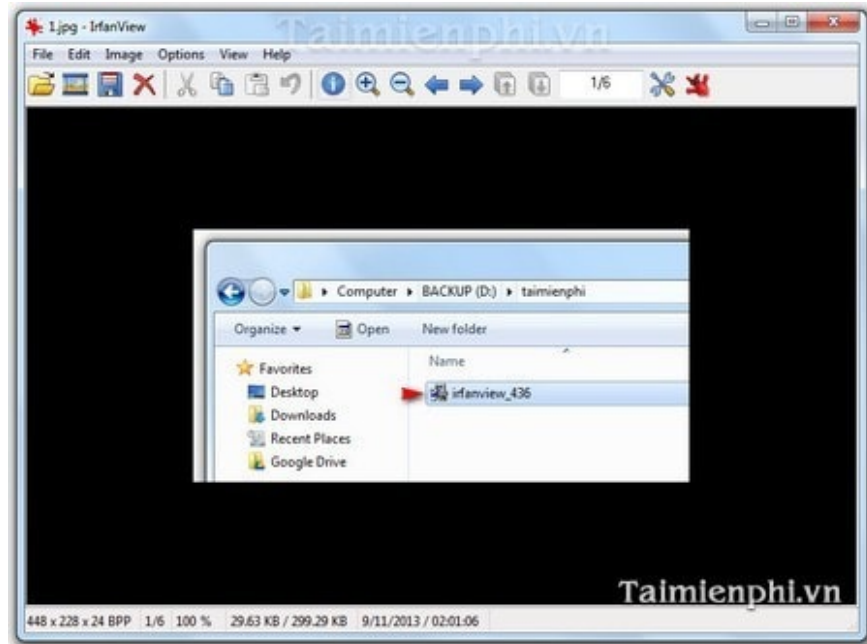 1.jpg - IrfanView
Taimienphi.vn
File Edit Image Options View Help
1/6
Computer BACKUP (D:) taimienphi
Organize Open New folder
Name
Favorites
Desktop
irfanview_436
Downloads
Recent Places
Google Drive
Taimienphi.vn
448 x 228 x 24 BPP 1/6 100 % 29.63 KB / 299.29 KB 9/11/2013 / 02:01:06